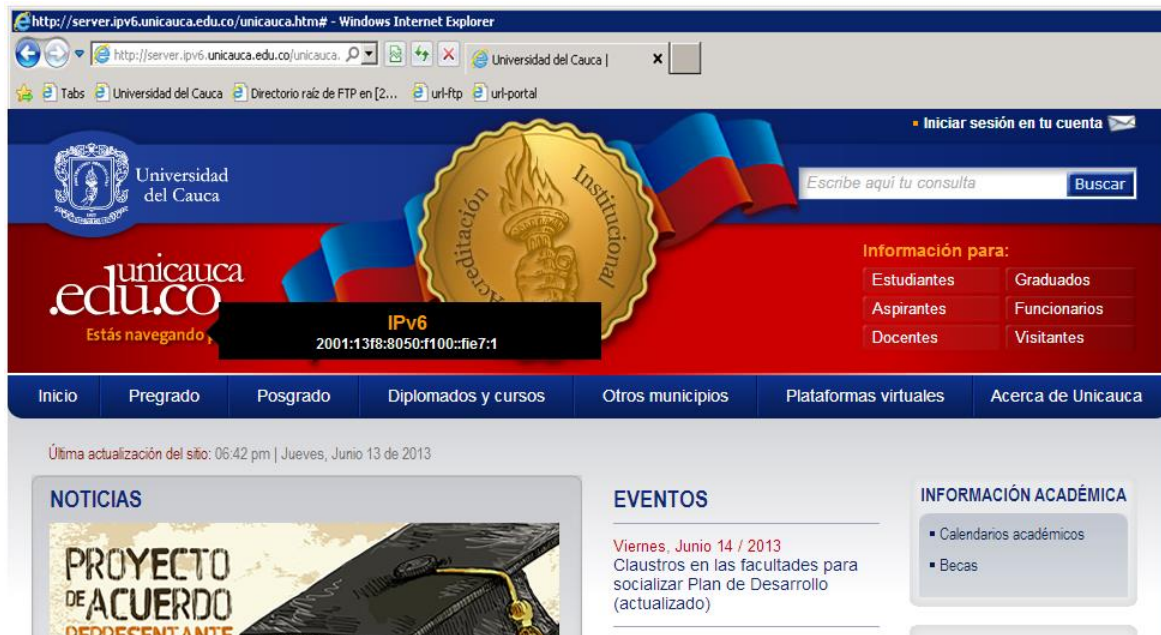 http://server.ipv6.unicauca.edu.co/unicauca.htm# - Windows Internet Explorer
http://server.ipv6.unicauca.edu.co/unicauca.
Universidad del Cauca |
Tabs Universidad del Cauca Directorio raíz de FTP en [2... url-ftp url-portal
Iniciar sesión en tu cuenta
Universidad
del Cauca
Escribe aquí tu consulta Buscar
Acreditación Institucional
unicauca
.edu.co
Estás navegando
IPv6
2001:13f8:8050:f100::fie7:1
Información para:
Estudiantes Graduados
Aspirantes Funcionarios
Docentes Visitantes
Inicio Pregrado Posgrado Diplomados y cursos Otros municipios Plataformas virtuales Acerca de Unicauca
Última actualización del sitio: 06:42 pm | Jueves, Junio 13 de 2013
NOTICIAS
PROYECTO
DE ACUERDO
REPRESENTANTE
EVENTOS
Viernes, Junio 14 / 2013
Claustros en las facultades para
socializar Plan de Desarrollo
(actualizado)
INFORMACIÓN ACADÉMICA
Calendarios académicos
Becas